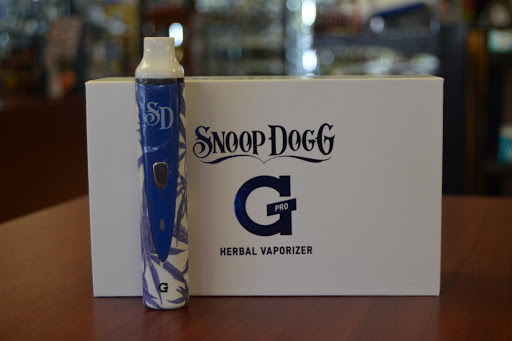 SD
G
SNOOP DOGG
G
PRO
HERBAL VAPORIZER